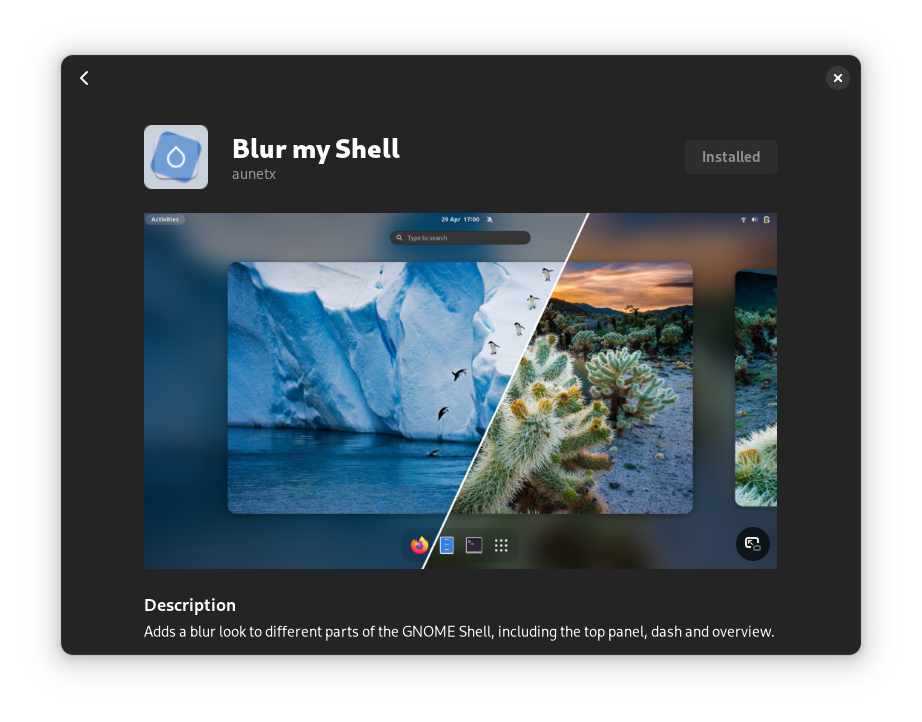 Blur my Shell
aunetx
Installed
Activities
29 Apr 17:00
Type to search
Description
Adds a blur look to different parts of the GNOME Shell, including the top panel, dash and overview.